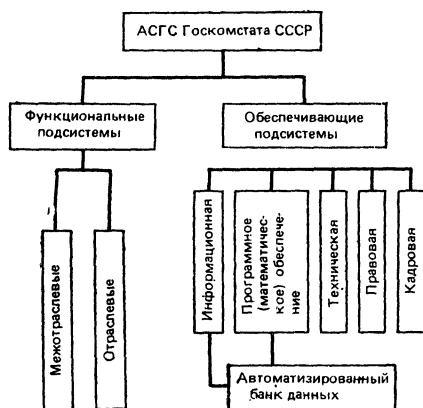 АСГС Госкомстата СССР
Функциональные
подсистемы
Обеспечивающие
подсистемы
Межотраслевые
Отраслевые
Информационная
Программное
(математичес-
кое) обеспече-
ние
Техническая
Правовая
Кадровая
Автоматизированный
банк данных